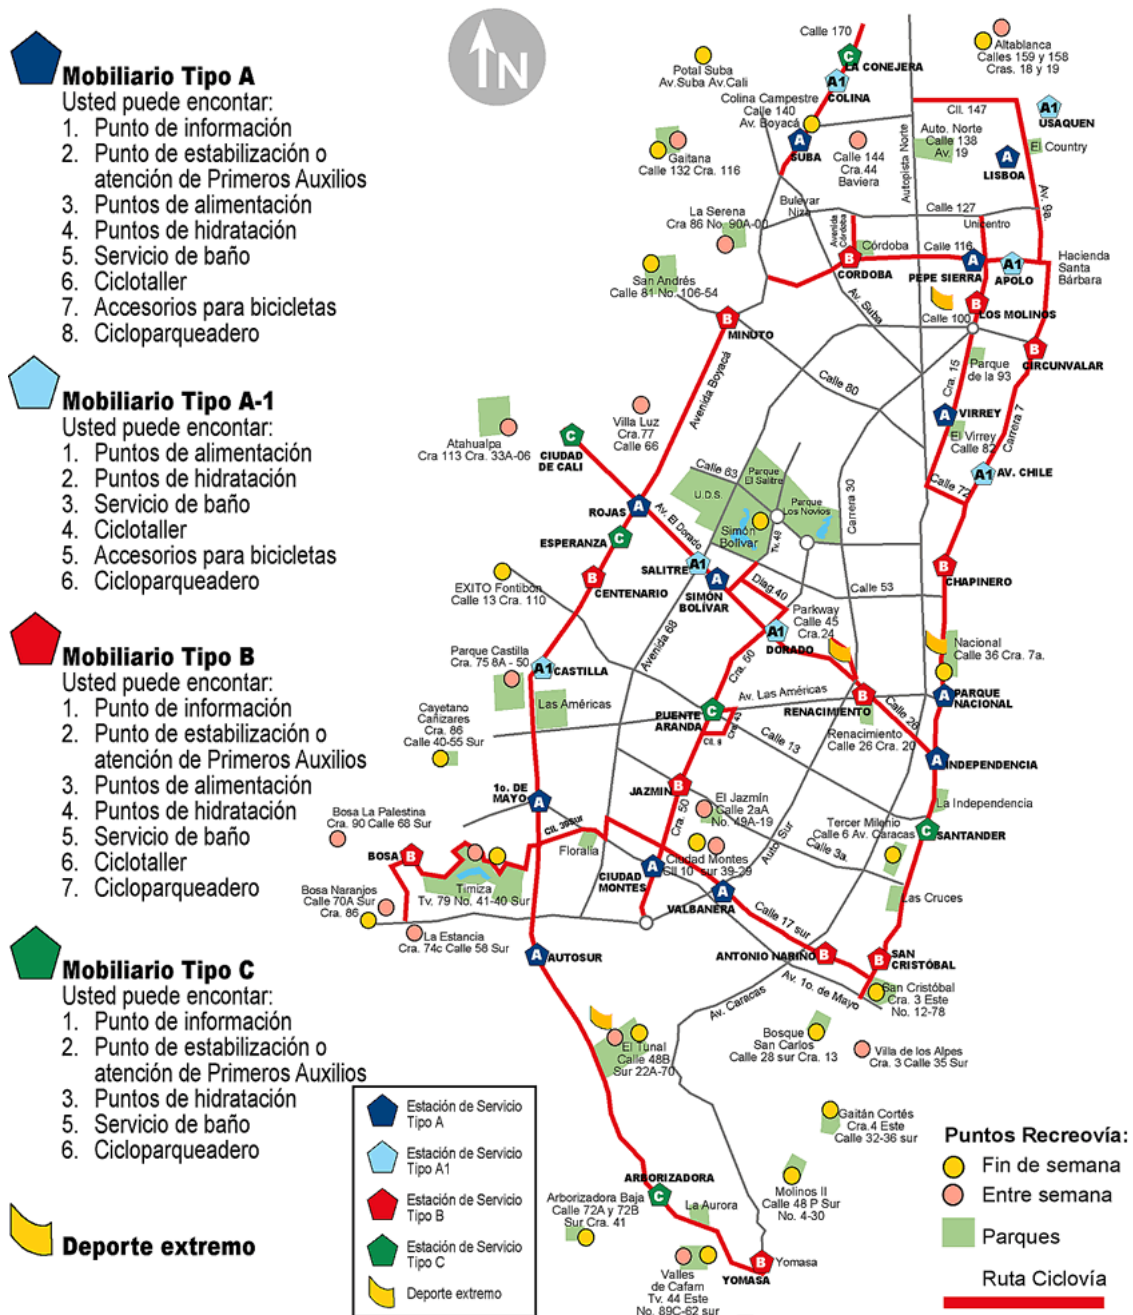 Mobiliario Tipo A
Usted puede encontar:
1. Punto de información
2. Punto de estabilización o
atención de Primeros Auxilios
3. Puntos de alimentación
4. Puntos de hidratación
5. Servicio de baño
6. Ciclotaller
7. Accesorios para bicicletas
8. Cicloparqueadero
Mobiliario Tipo A-1
Usted puede encontar:
1. Puntos de alimentación
2. Puntos de hidratación
3. Servicio de baño
4. Ciclotaller
5. Accesorios para bicicletas
6. Cicloparqueadero
Mobiliario Tipo B
Usted puede encontar:
1. Punto de información
2. Punto de estabilización o
atención de Primeros Auxilios
3. Puntos de alimentación
4. Puntos de hidratación
5. Servicio de baño
6. Ciclotaller
7. Cicloparqueadero
Mobiliario Tipo C
Usted puede encontar:
1. Punto de información
2. Punto de estabilización o
atención de Primeros Auxilios
3. Puntos de hidratación
5. Servicio de baño
6. Cicloparqueadero
Deporte extremo
N
Calle 170
C
LA CONEJERA
A1
COLINA
Potal Suba
Av.Suba Av.Cali
Altablanca
Calles 159 y 158
Cras. 18 y 19
Colina Campestre
Calle 140
Av. Boyacá
A
SUBA
Cll. 147
A1
USAQUEN
Auto. Norte
Calle 138
Av. 19
El Country
A
LISBOA
Autopista Norte
Av. 9a.
Gaitana
Calle 132 Cra. 116
Calle 144
Cra.44
Baviera
Bulevar
Niza
Calle 127
Unicentro
La Serena
Cra 86 No. 90A-00
Avenida
Córdoba
Córdoba
Calle 116
B
CORDOBA
A
PEPE SIERRA
A1
APOLO
Hacienda
Santa
Bárbara
San Andrés
Calle 81 No. 106-54
Av. Suba
B
LOS MOLINOS
Calle 100
B
MINUTO
B
CIRCUNVALAR
Parque
de la 93
Cra. 15
Calle 80
Avenida Boyacá
A
VIRREY
El Virrey
Calle 82
Carrera 7
Atahualpa
Cra 113 Cra. 33A-06
Villa Luz
Cra.77
Calle 66
C
CIUDAD
DE CALI
A1
AV. CHILE
Calle 72
Calle 63
Parque
El Salitre
U.D.S.
Parque
Los Novios
Carrera 30
A
ROJAS
Av. El Dorado
Simón
Bolívar
Tv. 48
C
ESPERANZA
A1
SALITRE
A
SIMÓN
BOLÍVAR
B
CENTENARIO
EXITO Fontibón
Calle 13 Cra. 110
B
CHAPINERO
Calle 53
Diag.40
Parkway
Calle 45
Cra.24
A1
DORADO
Avenida 68
Nacional
Calle 36 Cra. 7a.
Parque Castilla
Cra. 75 8A - 50
A1
CASTILLA
Cra. 50
Av. Las Américas
B
RENACIMIENTO
A
PARQUE
NACIONAL
Las Américas
Cayetano
Cañizares
Cra. 86
Calle 40-55 Sur
C
PUENTE
ARANDA
Cra. 43
Cll. 9
Calle 13
Calle 26
Renacimiento
Calle 26 Cra. 20
A
INDEPENDENCIA
1o. DE
MAYO
A
JAZMIN
B
El Jazmín
Calle 2aA
No. 49A-19
La Independencia
Tercer Milenio
Calle 6 Av. Caracas
C
SANTANDER
Bosa La Palestina
Cra. 90 Calle 68 Sur
Cll. 39Sur
Cra. 50
Auto. Sur
Calle 3a.
Floralia
BOSA
B
CIUDAD
MONTES
A
Ciudad Montes
Cll 10 sur 39-29
Timiza
Tv. 79 No. 41-40 Sur
Bosa Naranjos
Calle 70A Sur
Cra. 86
A
VALBANERA
Las Cruces
Calle 17 sur
La Estancia
Cra. 74c Calle 58 Sur
A
AUTOSUR
ANTONIO NARIÑO
B
B
SAN
CRISTÓBAL
Av. 1o. de Mayo
San Cristóbal
Cra. 3 Este
No. 12-78
Av. Caracas
Bosque
San Carlos
Calle 28 sur Cra. 13
Villa de los Alpes
Cra. 3 Calle 35 Sur
El Tunal
Calle 48B
Sur 22A-70
Gaitán Cortés
Cra.4 Este
Calle 32-36 sur
Molinos II
Calle 48 P Sur
No. 4-30
ARBORIZADORA
C
Arborizadora Baja
Calle 72A y 72B
Sur Cra. 41
La Aurora
Valles
de Cafam
Tv. 44 Este
No. 89C-62 sur
B
Yomasa
YOMASA
Estación de Servicio
Tipo A
Estación de Servicio
Tipo A1
Estación de Servicio
Tipo B
Estación de Servicio
Tipo C
Deporte extremo
Puntos Recreovía:
Fin de semana
Entre semana
Parques
Ruta Ciclovía